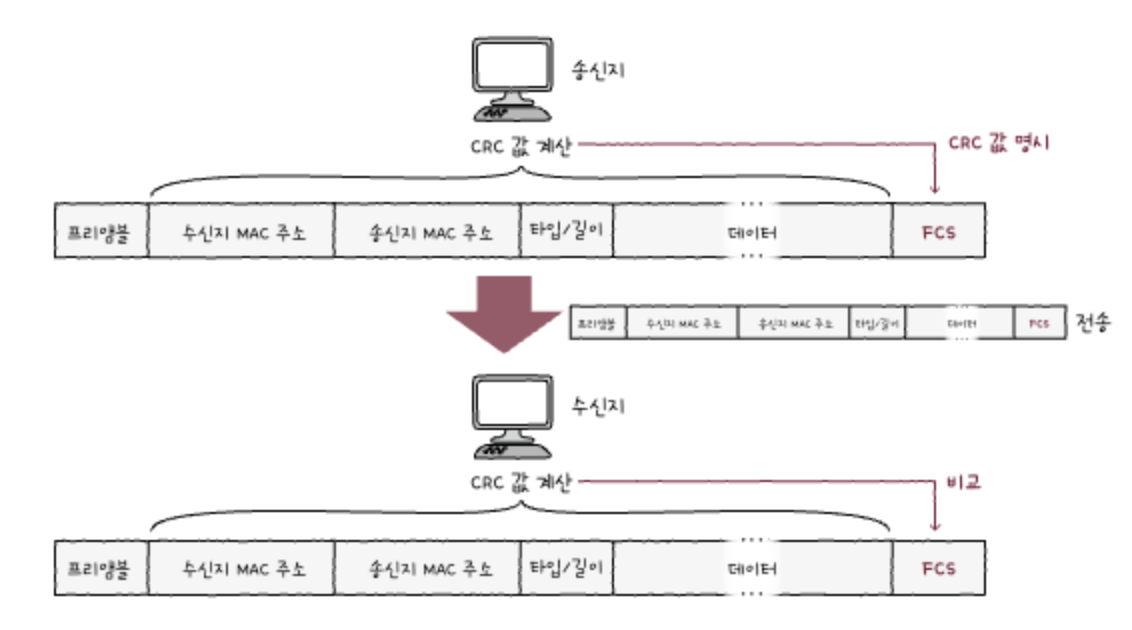 송신지
CRC 값 계산
CRC 값 명시
프리앰블 수신지 MAC 주소 송신지 MAC 주소 타입/길이 데이터 FCS
프리앰블 수신지 MAC 주소 송신지 MAC 주소 타입/길이 데이터 FCS 전송
수신지
CRC 값 계산
비교
프리앰블 수신지 MAC 주소 송신지 MAC 주소 타입/길이 데이터 FCS